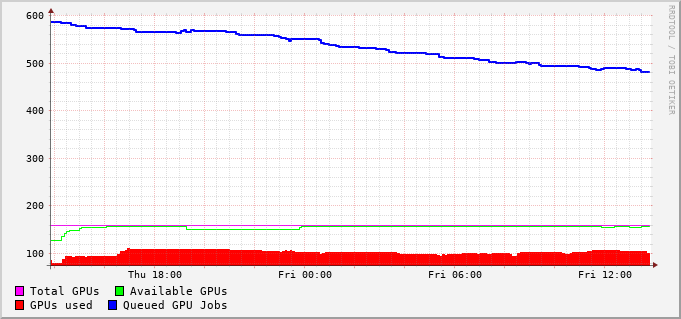 600
500
400
300
200
100
Thu 18:00 Fri 00:00 Fri 06:00 Fri 12:00
Total GPUs Available GPUs
GPUs used Queued GPU Jobs
RRDTOOL / TOBI OETIKER